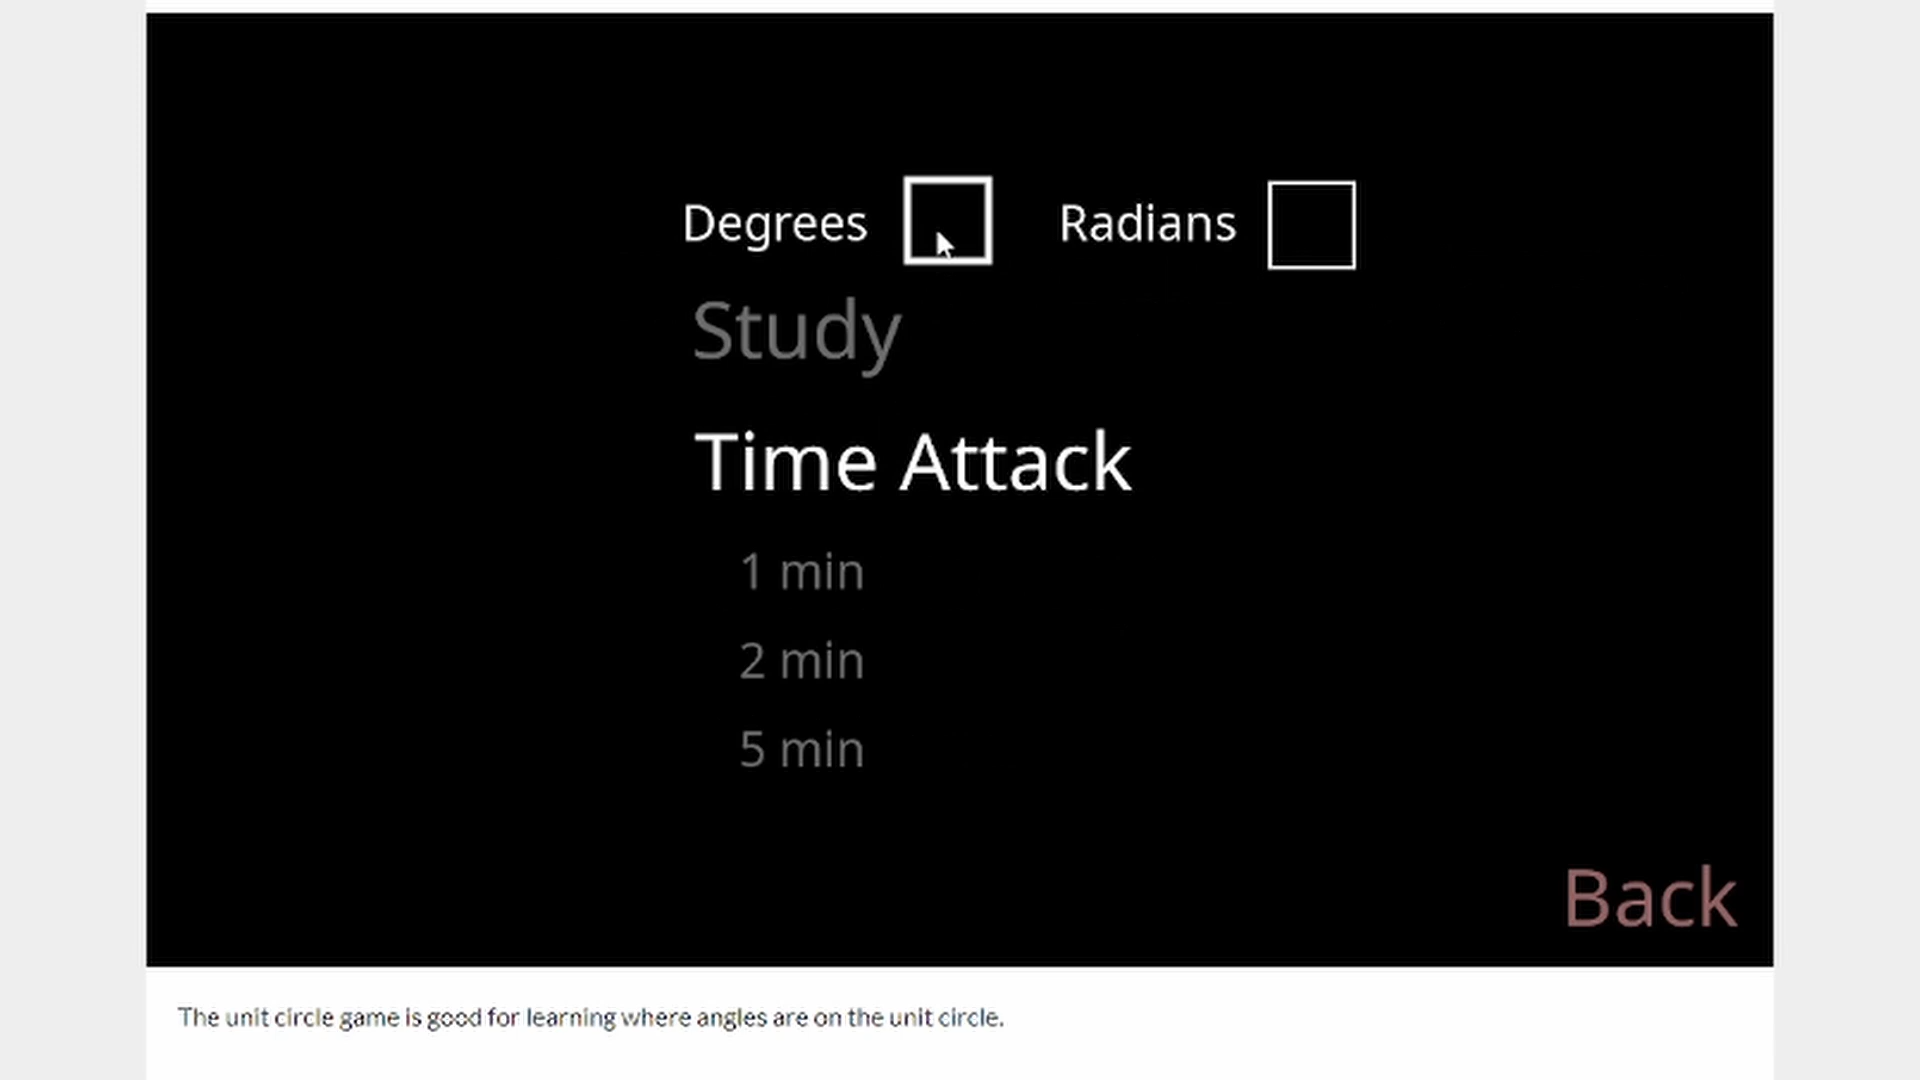 Degrees Radians
Study
Time Attack
1 min
2 min
5 min
Back
The unit circle game is good for learning where angles are on the unit circle.